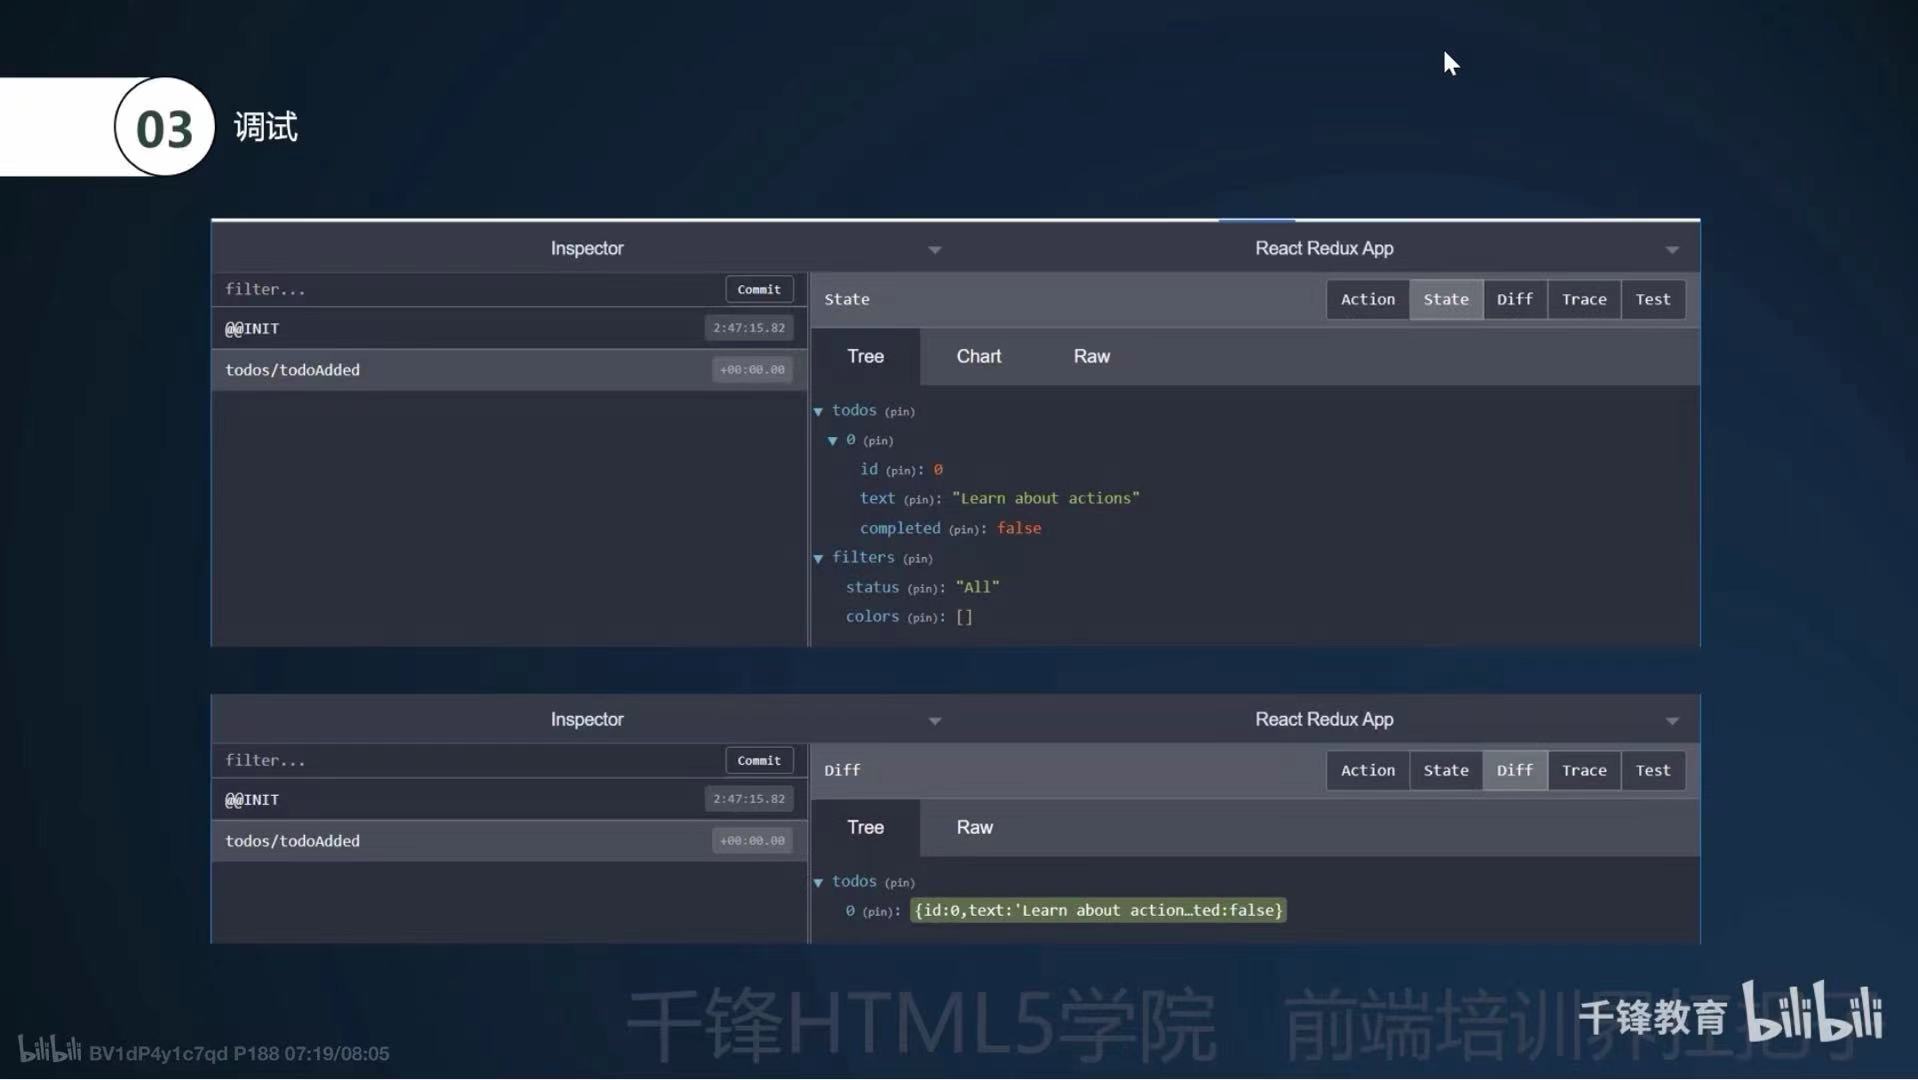 03 调试
Inspector React Redux App
filter... Commit State Action State Diff Trace Test
@@INIT 2:47:15.82
todos/todoAdded +00:00.00
Tree Chart Raw
todos (pin)
0 (pin)
id (pin): 0
text (pin): "Learn about actions"
completed (pin): false
filters (pin)
status (pin): "All"
colors (pin): []
Inspector React Redux App
filter... Commit Diff Action State Diff Trace Test
@@INIT 2:47:15.82
todos/todoAdded +00:00.00
Tree Raw
todos (pin)
0 (pin): {id:0,text:'Learn about action…ted:false}
千锋HTML5学院 前端培训
千锋教育 bilibili
bilibili BV1dP4y1c7qd P188 07:19/08:05